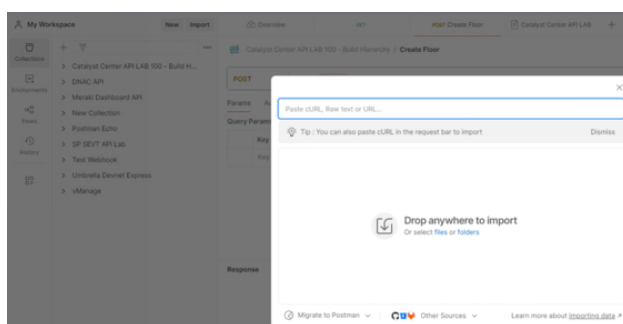 My Workspace
New Import
Overview
GET
POST Create Floor
Catalyst Center API LAB
Collections
Environments
Flows
History
Catalyst Center API LAB 100 - Build H...
DNAC API
Meraki Dashboard API
New Collection
Postman Echo
SP SEVT API Lab
Test Webhook
Umbrella Devnet Express
vManage
Catalyst Center API LAB 100 - Build Hierarchy / Create Floor
POST
Params
Query Param
Key
Key
Response
Paste cURL, Raw text or URL...
Tip : You can also paste cURL in the request bar to import
Dismiss
Drop anywhere to import
Or select files or folders
Migrate to Postman
Other Sources
Learn more about importing data